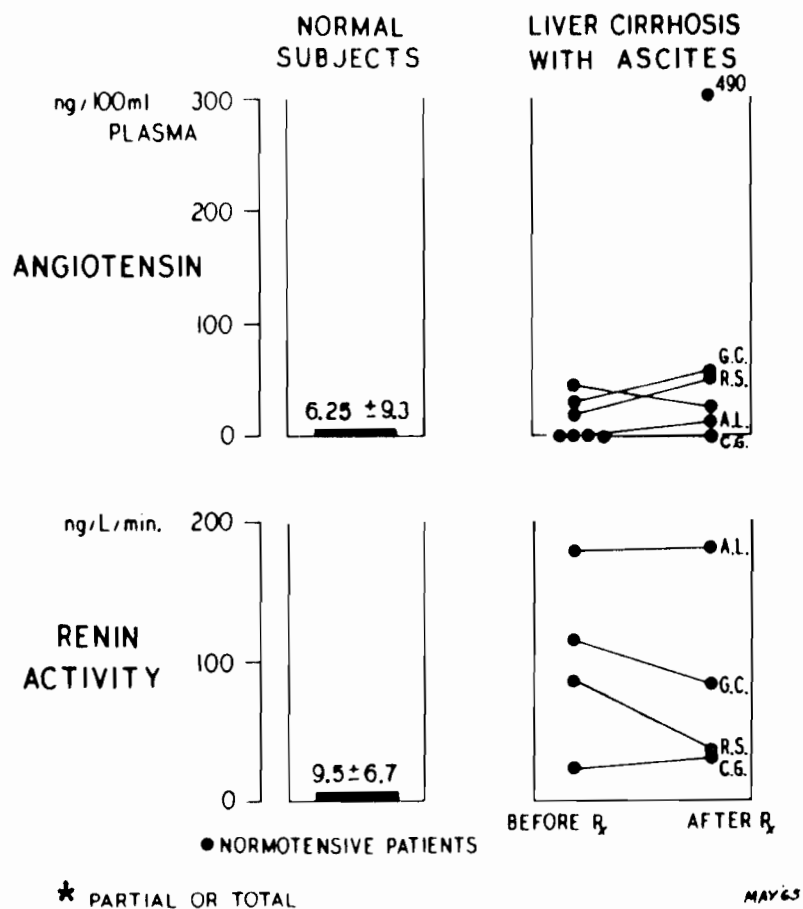 NORMAL
SUBJECTS
LIVER CIRRHOSIS
WITH ASCITES
ng/100ml
PLASMA
300
200
100
0
ANGIOTENSIN
6.25 ±9.3
490
G.C.
R.S.
A.L.
C.G.
ng/L/min.
200
100
0
RENIN
ACTIVITY
9.5±6.7
A.L.
G.C.
R.S.
C.G.
BEFORE ℞
AFTER ℞
● NORMOTENSIVE PATIENTS
* PARTIAL OR TOTAL
MAY'65